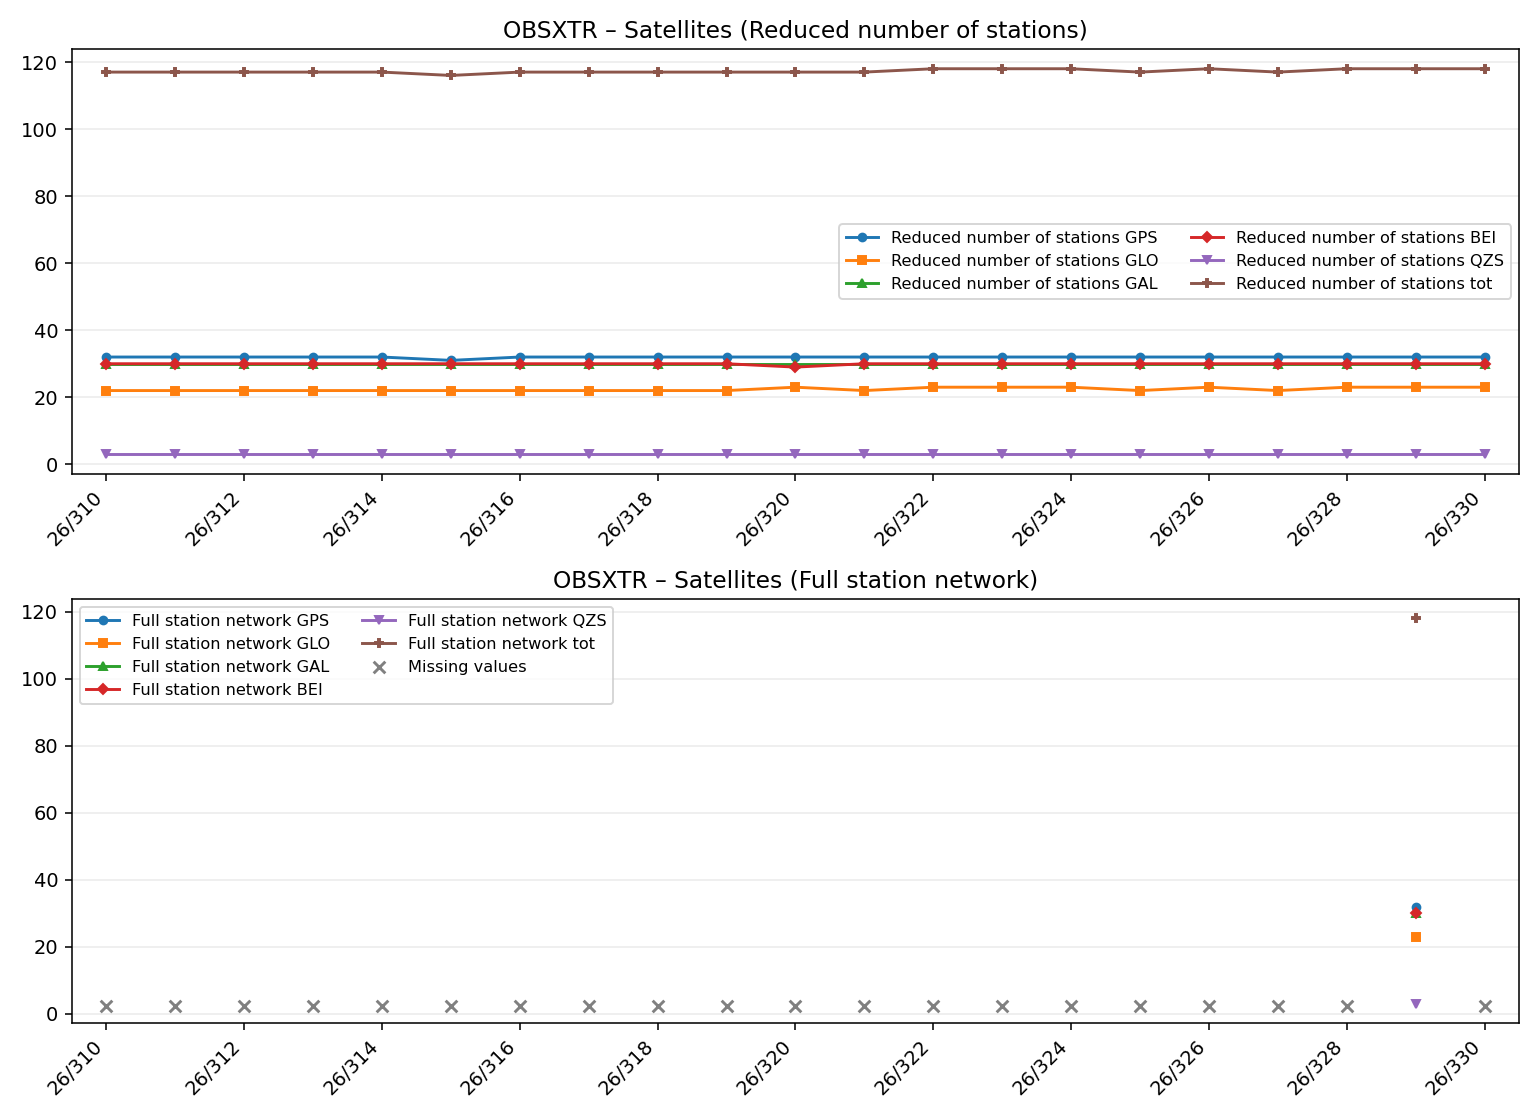 OBSXTR – Satellites (Reduced number of stations)
120
100
80
60
40
20
0
Reduced number of stations GPS
Reduced number of stations GLO
Reduced number of stations GAL
Reduced number of stations BEI
Reduced number of stations QZS
Reduced number of stations tot
26/310
26/312
26/314
26/316
26/318
26/320
26/322
26/324
26/326
26/328
26/330
OBSXTR – Satellites (Full station network)
120
100
80
60
40
20
0
Full station network GPS
Full station network GLO
Full station network GAL
Full station network BEI
Full station network QZS
Full station network tot
Missing values
26/310
26/312
26/314
26/316
26/318
26/320
26/322
26/324
26/326
26/328
26/330